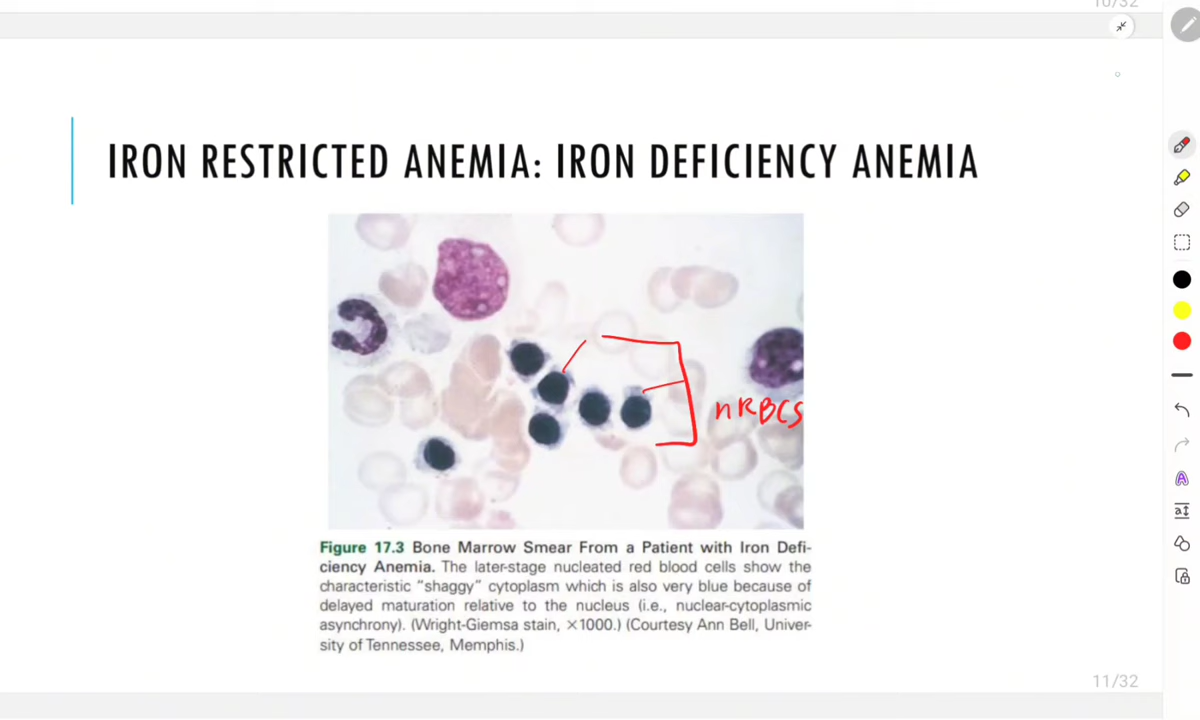 10/32
IRON RESTRICTED ANEMIA: IRON DEFICIENCY ANEMIA
nRBCS
Figure 17.3 Bone Marrow Smear From a Patient with Iron Defi-
ciency Anemia. The later-stage nucleated red blood cells show the
characteristic "shaggy" cytoplasm which is also very blue because of
delayed maturation relative to the nucleus (i.e., nuclear-cytoplasmic
asynchrony). (Wright-Giemsa stain, ×1000.) (Courtesy Ann Bell, Univer-
sity of Tennessee, Memphis.)
11/32